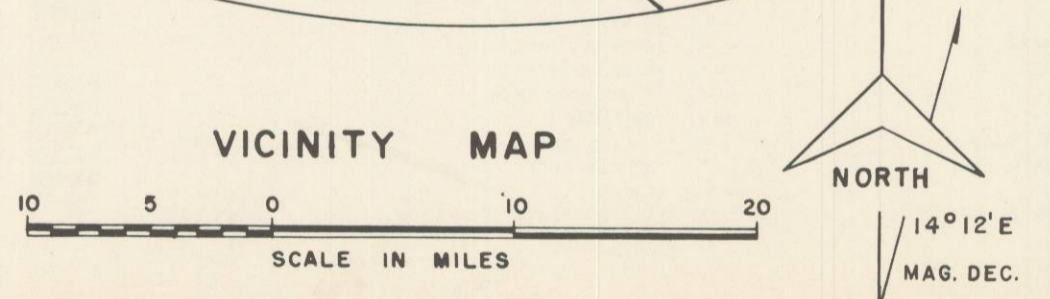 VICINITY MAP
NORTH
10 5 0 10 20
SCALE IN MILES
14°12'E
MAG. DEC.